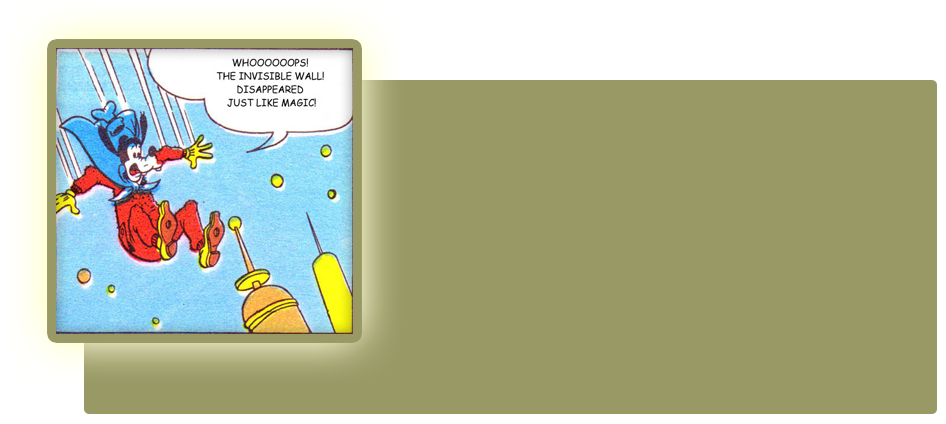 WHOOOOOOPS!
THE INVISIBLE WALL!
DISAPPEARED
JUST LIKE MAGIC!